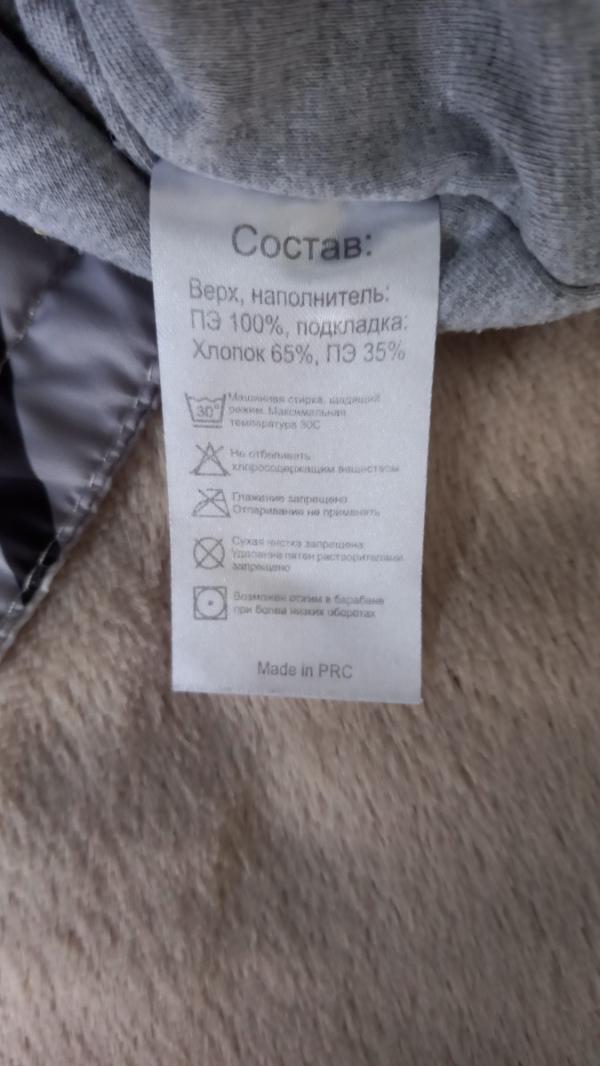 Состав:
Верх, наполнитель:
ПЭ 100%, подкладка:
Хлопок 65%, ПЭ 35%
30°
Машинная стирка, щадящий
режим. Максимальная
температура 30С
Не отбеливать
хлоросодержащим веществом
Глажение запрещено
Отпаривание не применять
Сухая чистка запрещена
Удаление пятен растворителями
запрещено
Возможен отжим в барабане
при более низких оборотах
Made in PRC